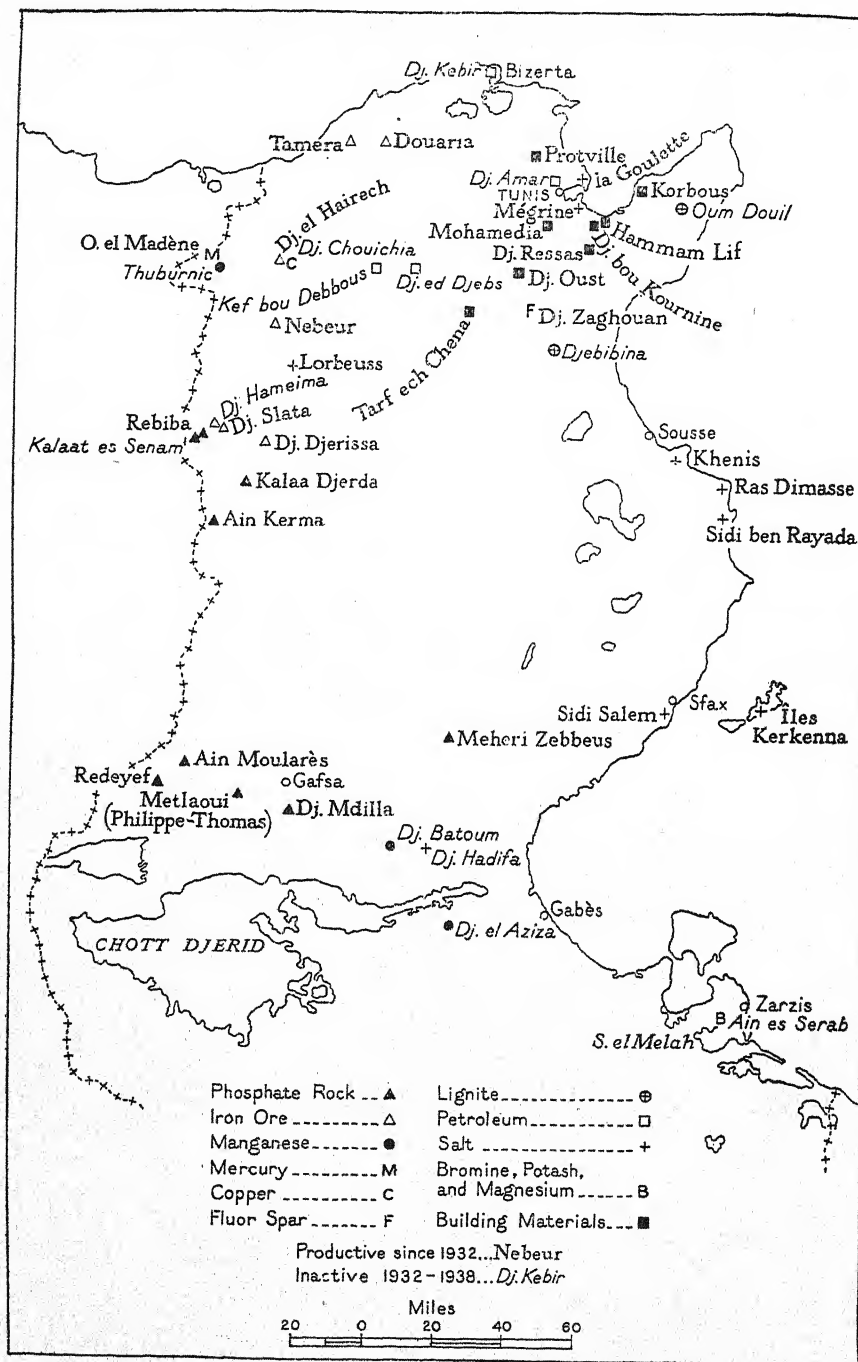 Dj. Kebir
Bizerta
Tamera
Douaria
Protville
la Goulette
Dj. Amar
TUNIS
Korbous
Mégrine
Oum Douil
Dj. el Hairech
Mohamedia
Hammam Lif
O. el Madène
M
Dj. Chouichia
C
Dj. Ressas
Dj. bou Kournine
Thuburnic
Kef bou Debbous
Dj. ed Djebs
Dj. Oust
Nebeur
F
Dj. Zaghouan
Tarf ech Chena
Djebibina
Lorbeuss
Dj. Hameima
Rebiba
Dj. Slata
Kalaat es Senam
Dj. Djerissa
Sousse
Khenis
Kalaa Djerda
Ras Dimasse
Ain Kerma
Sidi ben Rayada
Sidi Salem
Sfax
Îles
Kerkenna
Meheri Zebbeus
Ain Moularès
Redeyef
Gafsa
Metlaoui
(Philippe-Thomas)
Dj. Mdilla
Dj. Batoum
Dj. Hadifa
Gabès
Dj. el Aziza
CHOTT DJERID
Zarzis
B
Ain es Serab
S. el Melah
Phosphate Rock ▲
Iron Ore △
Manganese ●
Mercury M
Copper C
Fluor Spar F
Lignite ⊕
Petroleum □
Salt +
Bromine, Potash,
and Magnesium B
Building Materials ■
Productive since 1932...Nebeur
Inactive 1932-1938...Dj. Kebir
Miles
20 0 20 40 60